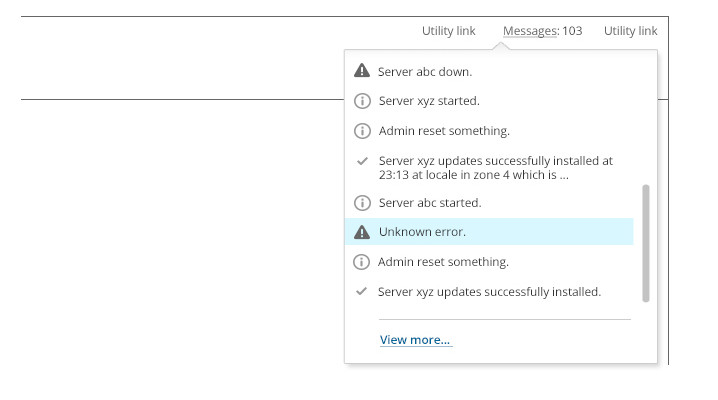 Utility link Messages: 103 Utility link
Server abc down.
Server xyz started.
Admin reset something.
Server xyz updates successfully installed at
23:13 at locale in zone 4 which is ...
Server abc started.
Unknown error.
Admin reset something.
Server xyz updates successfully installed.
View more...